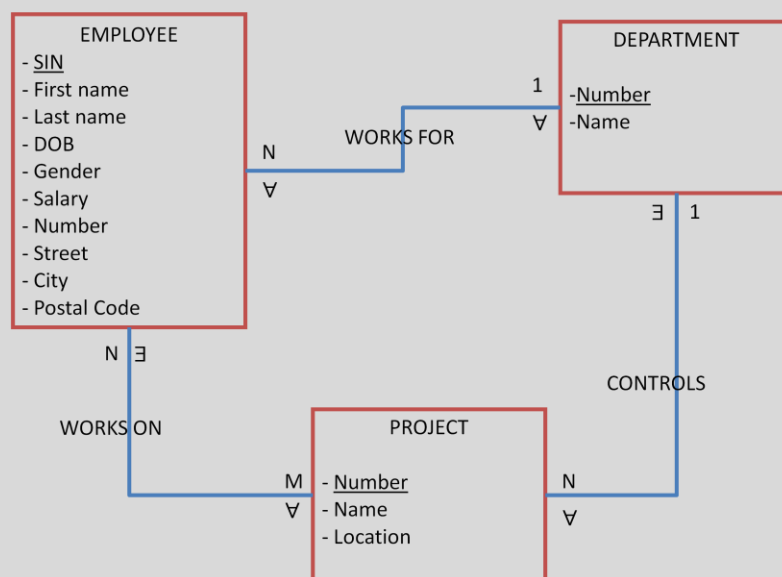 EMPLOYEE
- SIN
- First name
- Last name
- DOB
- Gender
- Salary
- Number
- Street
- City
- Postal Code
DEPARTMENT
-Number
-Name
1
∀
WORKS FOR
N
∀
∃ 1
N ∃
CONTROLS
WORKS ON
PROJECT
- Number
- Name
- Location
M
∀
N
∀